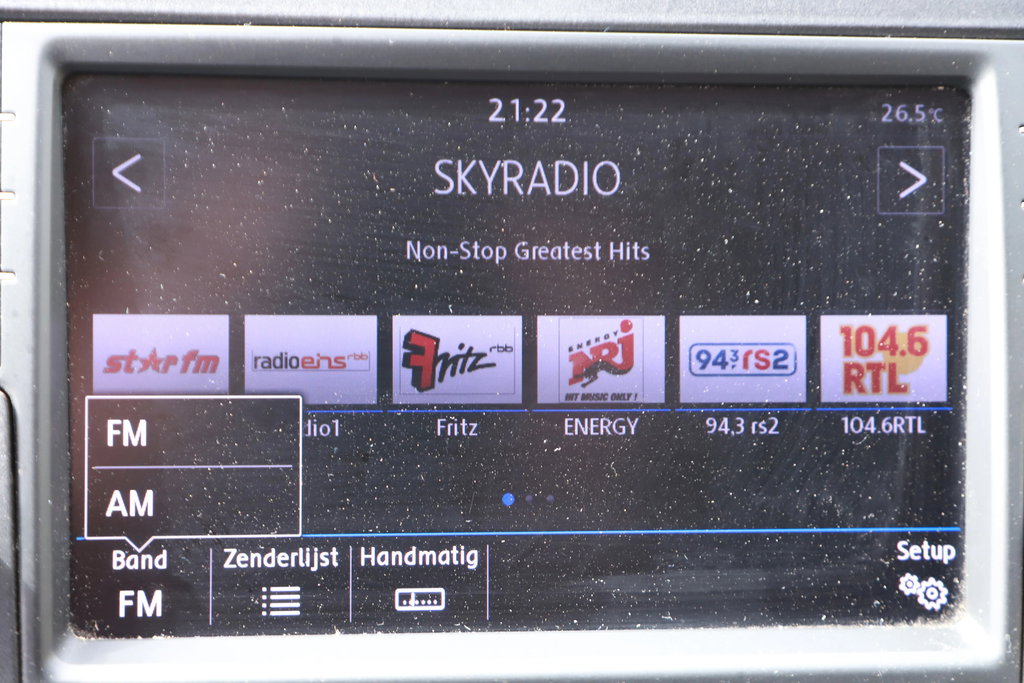 21:22
26.5°C
<
SKYRADIO
>
Non-Stop Greatest Hits
star fm
radioeins rbb
Fritz rbb
ENERGY
NRJ
HIT MUSIC ONLY!
94,3 rs2
104.6
RTL
dio1
Fritz
ENERGY
94,3 rs2
104.6RTL
FM
AM
Band
FM
Zenderlijst
Handmatig
Setup